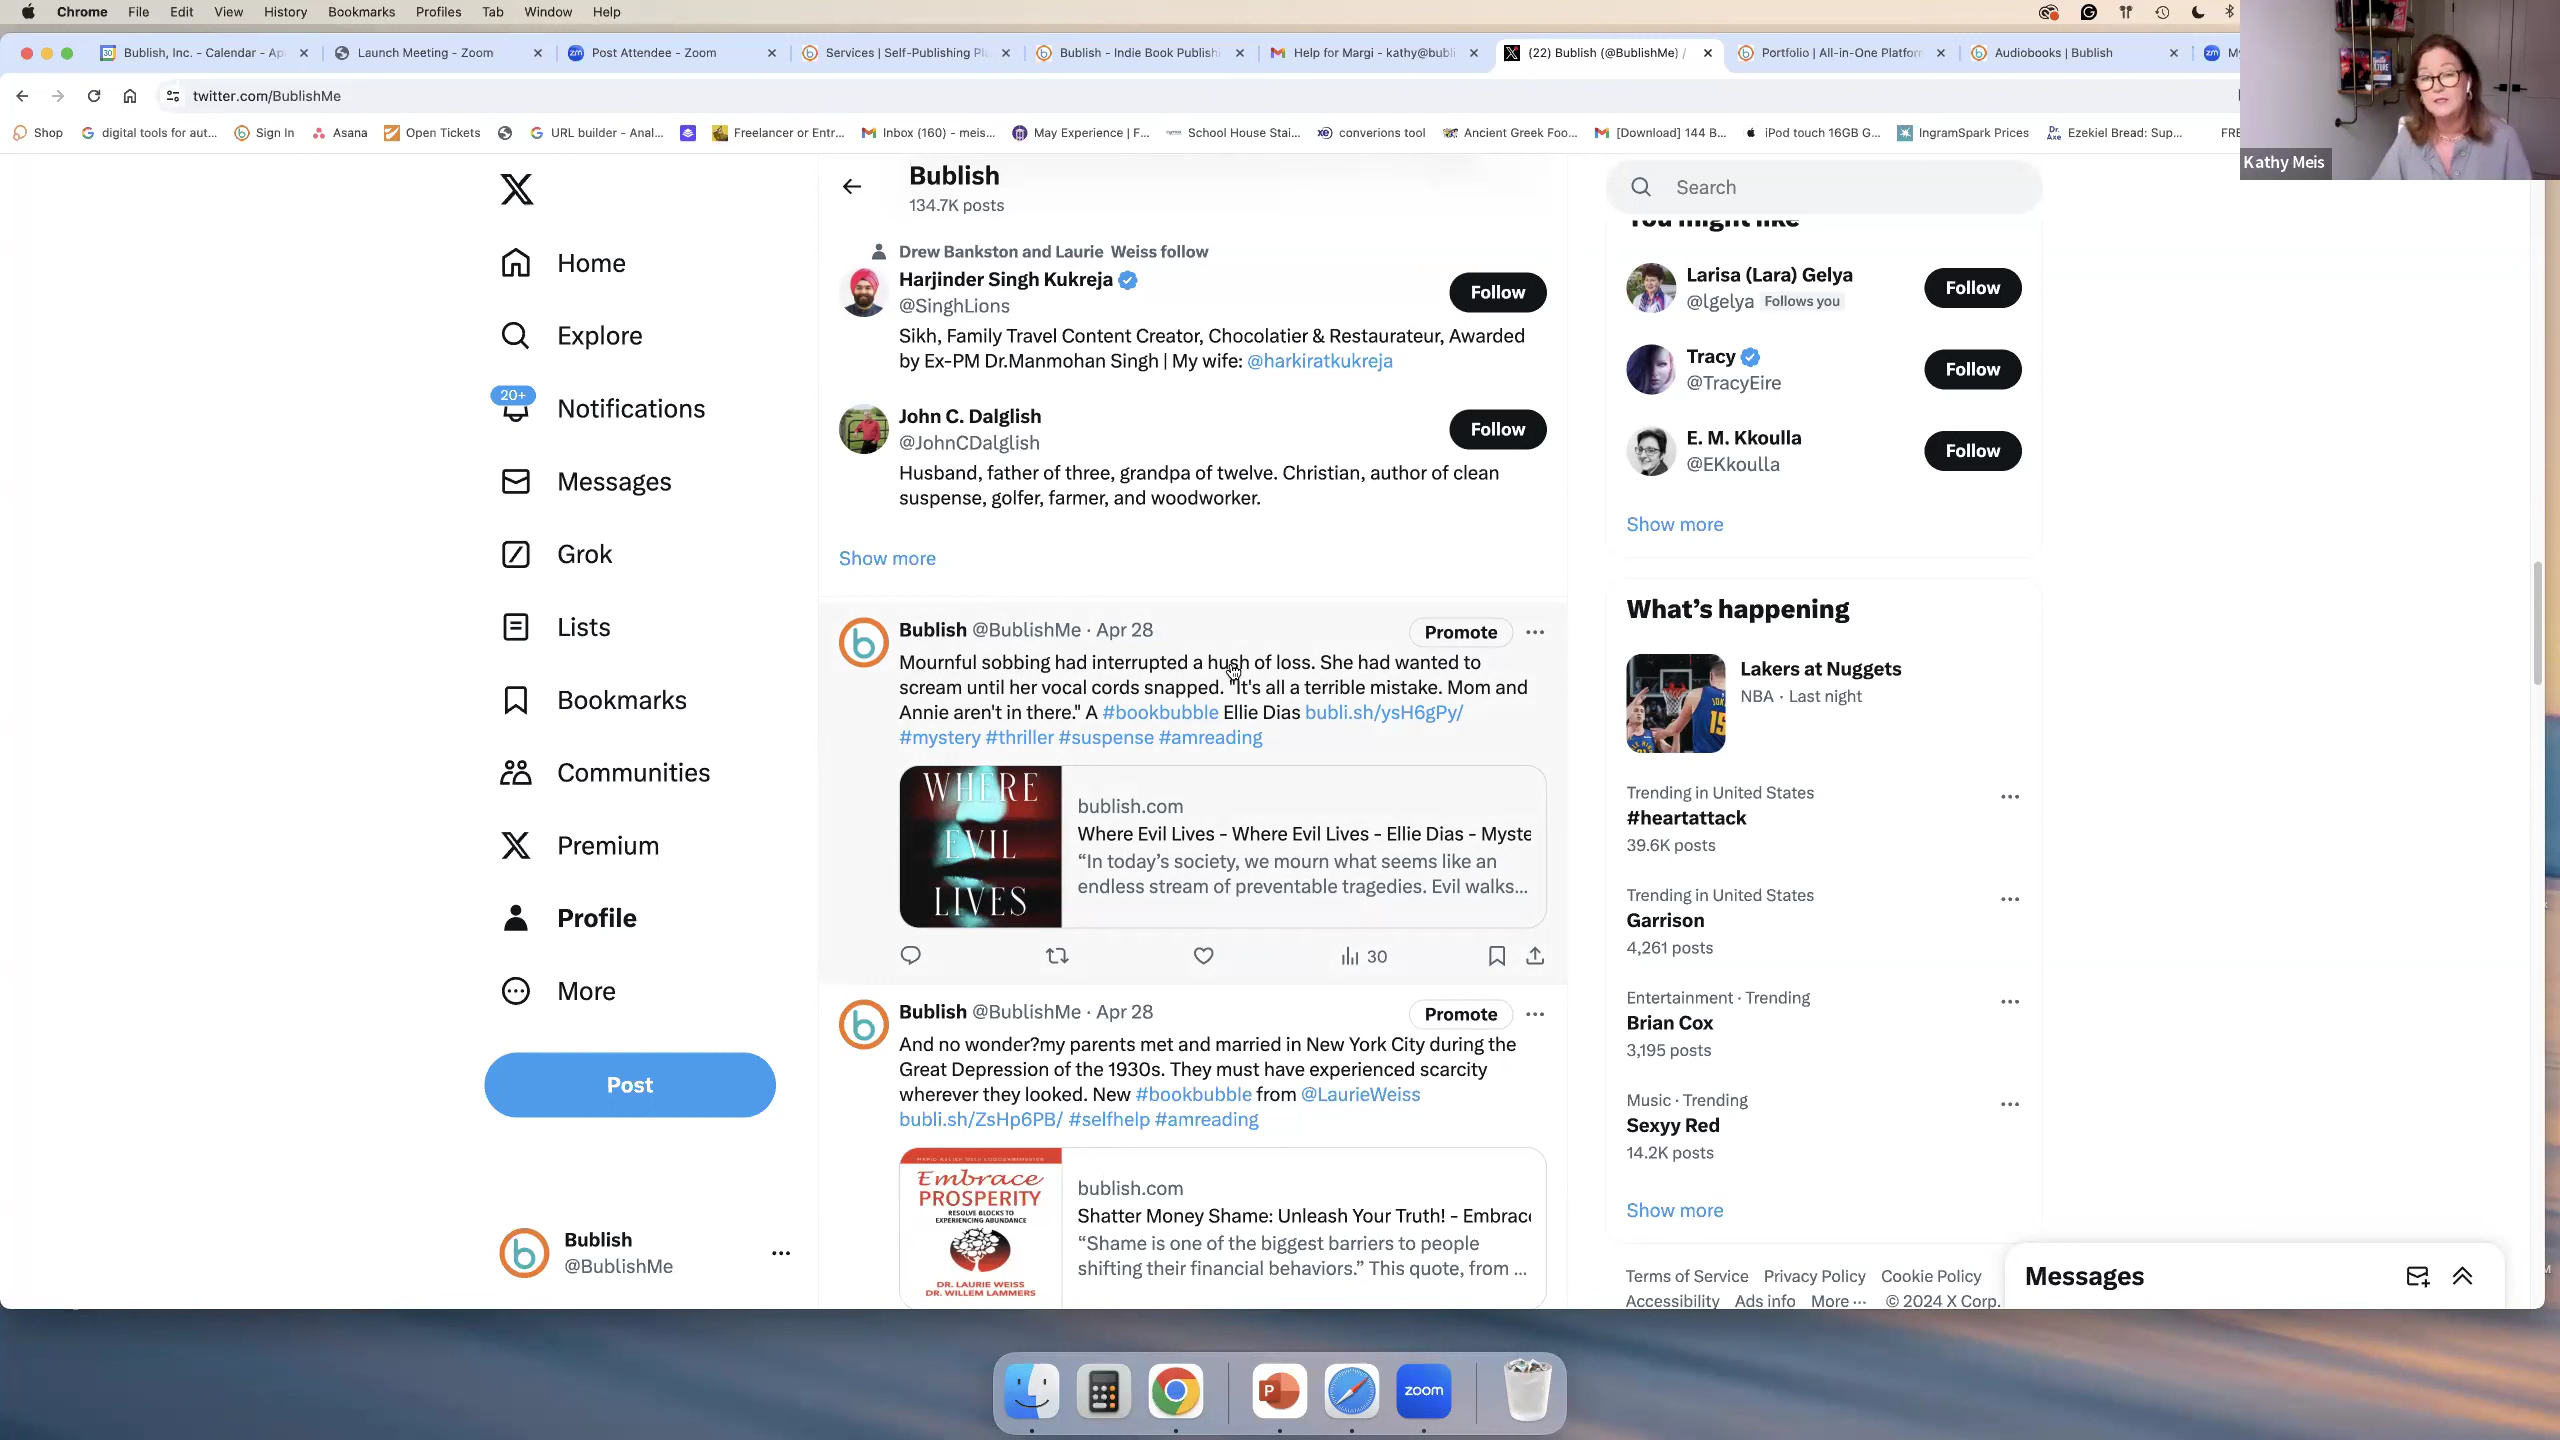 Chrome File Edit View History Bookmarks Profiles Tab Window Help
30 Bublish, Inc. - Calendar - Ap
Launch Meeting - Zoom
zm Post Attendee - Zoom
Services | Self-Publishing Pl
Bublish - Indie Book Publishi
Help for Margi - kathy@bubli
(22) Bublish (@BublishMe) /
Portfolio | All-in-One Platfor
Audiobooks | Bublish
zm
twitter.com/BublishMe
Shop
digital tools for aut...
Sign In
Asana
Open Tickets
URL builder - Anal...
Freelancer or Entr...
Inbox (160) - meis...
May Experience | F...
School House Stai...
converions tool
Ancient Greek Foo...
[Download] 144 B...
iPod touch 16GB G...
IngramSpark Prices
Dr. Axe Ezekiel Bread: Sup...
Kathy Meis
Home
Explore
20+
Notifications
Messages
Grok
Lists
Bookmarks
Communities
Premium
Profile
More
Post
Bublish
@BublishMe
Bublish
134.7K posts
Drew Bankston and Laurie Weiss follow
Harjinder Singh Kukreja
@SinghLions
Follow
Sikh, Family Travel Content Creator, Chocolatier & Restaurateur, Awarded
by Ex-PM Dr.Manmohan Singh | My wife: @harkiratkukreja
John C. Dalglish
@JohnCDalglish
Follow
Husband, father of three, grandpa of twelve. Christian, author of clean
suspense, golfer, farmer, and woodworker.
Show more
Bublish @BublishMe · Apr 28
Promote
Mournful sobbing had interrupted a hush of loss. She had wanted to
scream until her vocal cords snapped. "It's all a terrible mistake. Mom and
Annie aren't in there." A #bookbubble Ellie Dias bubli.sh/ysH6gPy/
#mystery #thriller #suspense #amreading
WHERE
EVIL
LIVES
bublish.com
Where Evil Lives - Where Evil Lives - Ellie Dias - Myste
“In today’s society, we mourn what seems like an
endless stream of preventable tragedies. Evil walks...
30
Bublish @BublishMe · Apr 28
Promote
And no wonder?my parents met and married in New York City during the
Great Depression of the 1930s. They must have experienced scarcity
wherever they looked. New #bookbubble from @LaurieWeiss
bubli.sh/ZsHp6PB/ #selfhelp #amreading
Embrace
PROSPERITY
RESOLVE BLOCKS TO
EXPERIENCING ABUNDANCE
DR. LAURIE WEISS
DR. WILLEM LAMMERS
bublish.com
Shatter Money Shame: Unleash Your Truth! - Embrace
“Shame is one of the biggest barriers to people
shifting their financial behaviors.” This quote, from ...
Search
You might like
Larisa (Lara) Gelya
@lgelya Follows you
Follow
Tracy
@TracyEire
Follow
E. M. Kkoulla
@EKkoulla
Follow
Show more
What’s happening
Lakers at Nuggets
NBA · Last night
Trending in United States
#heartattack
39.6K posts
Trending in United States
Garrison
4,261 posts
Entertainment · Trending
Brian Cox
3,195 posts
Music · Trending
Sexyy Red
14.2K posts
Show more
Terms of Service Privacy Policy Cookie Policy
Accessibility Ads info More ··· © 2024 X Corp.
Messages
zoom